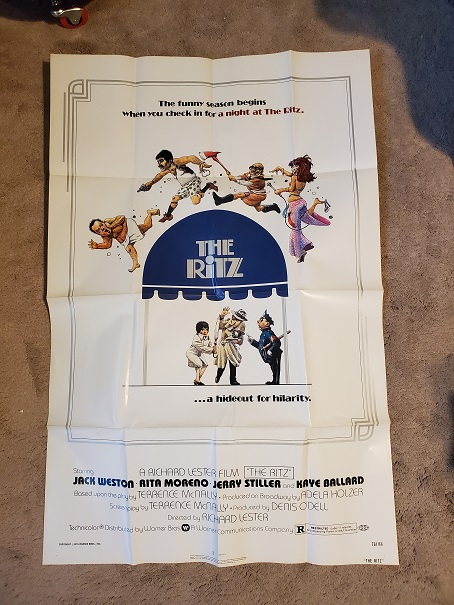 The funny season begins
when you check in for a night at The Ritz.
THE
RITZ
...a hideout for hilarity.
Starring A RICHARD LESTER FILM "THE RITZ"
JACK WESTON · RITA MORENO · JERRY STILLER and KAYE BALLARD
Based upon the play by TERRENCE McNALLY · Produced on Broadway by ADELA HOLZER
Screenplay by TERRENCE McNALLY · Produced by DENIS O'DELL
Directed by RICHARD LESTER
Technicolor® Distributed by Warner Bros W A Warner Communications Company R RESTRICTED
"THE RITZ"